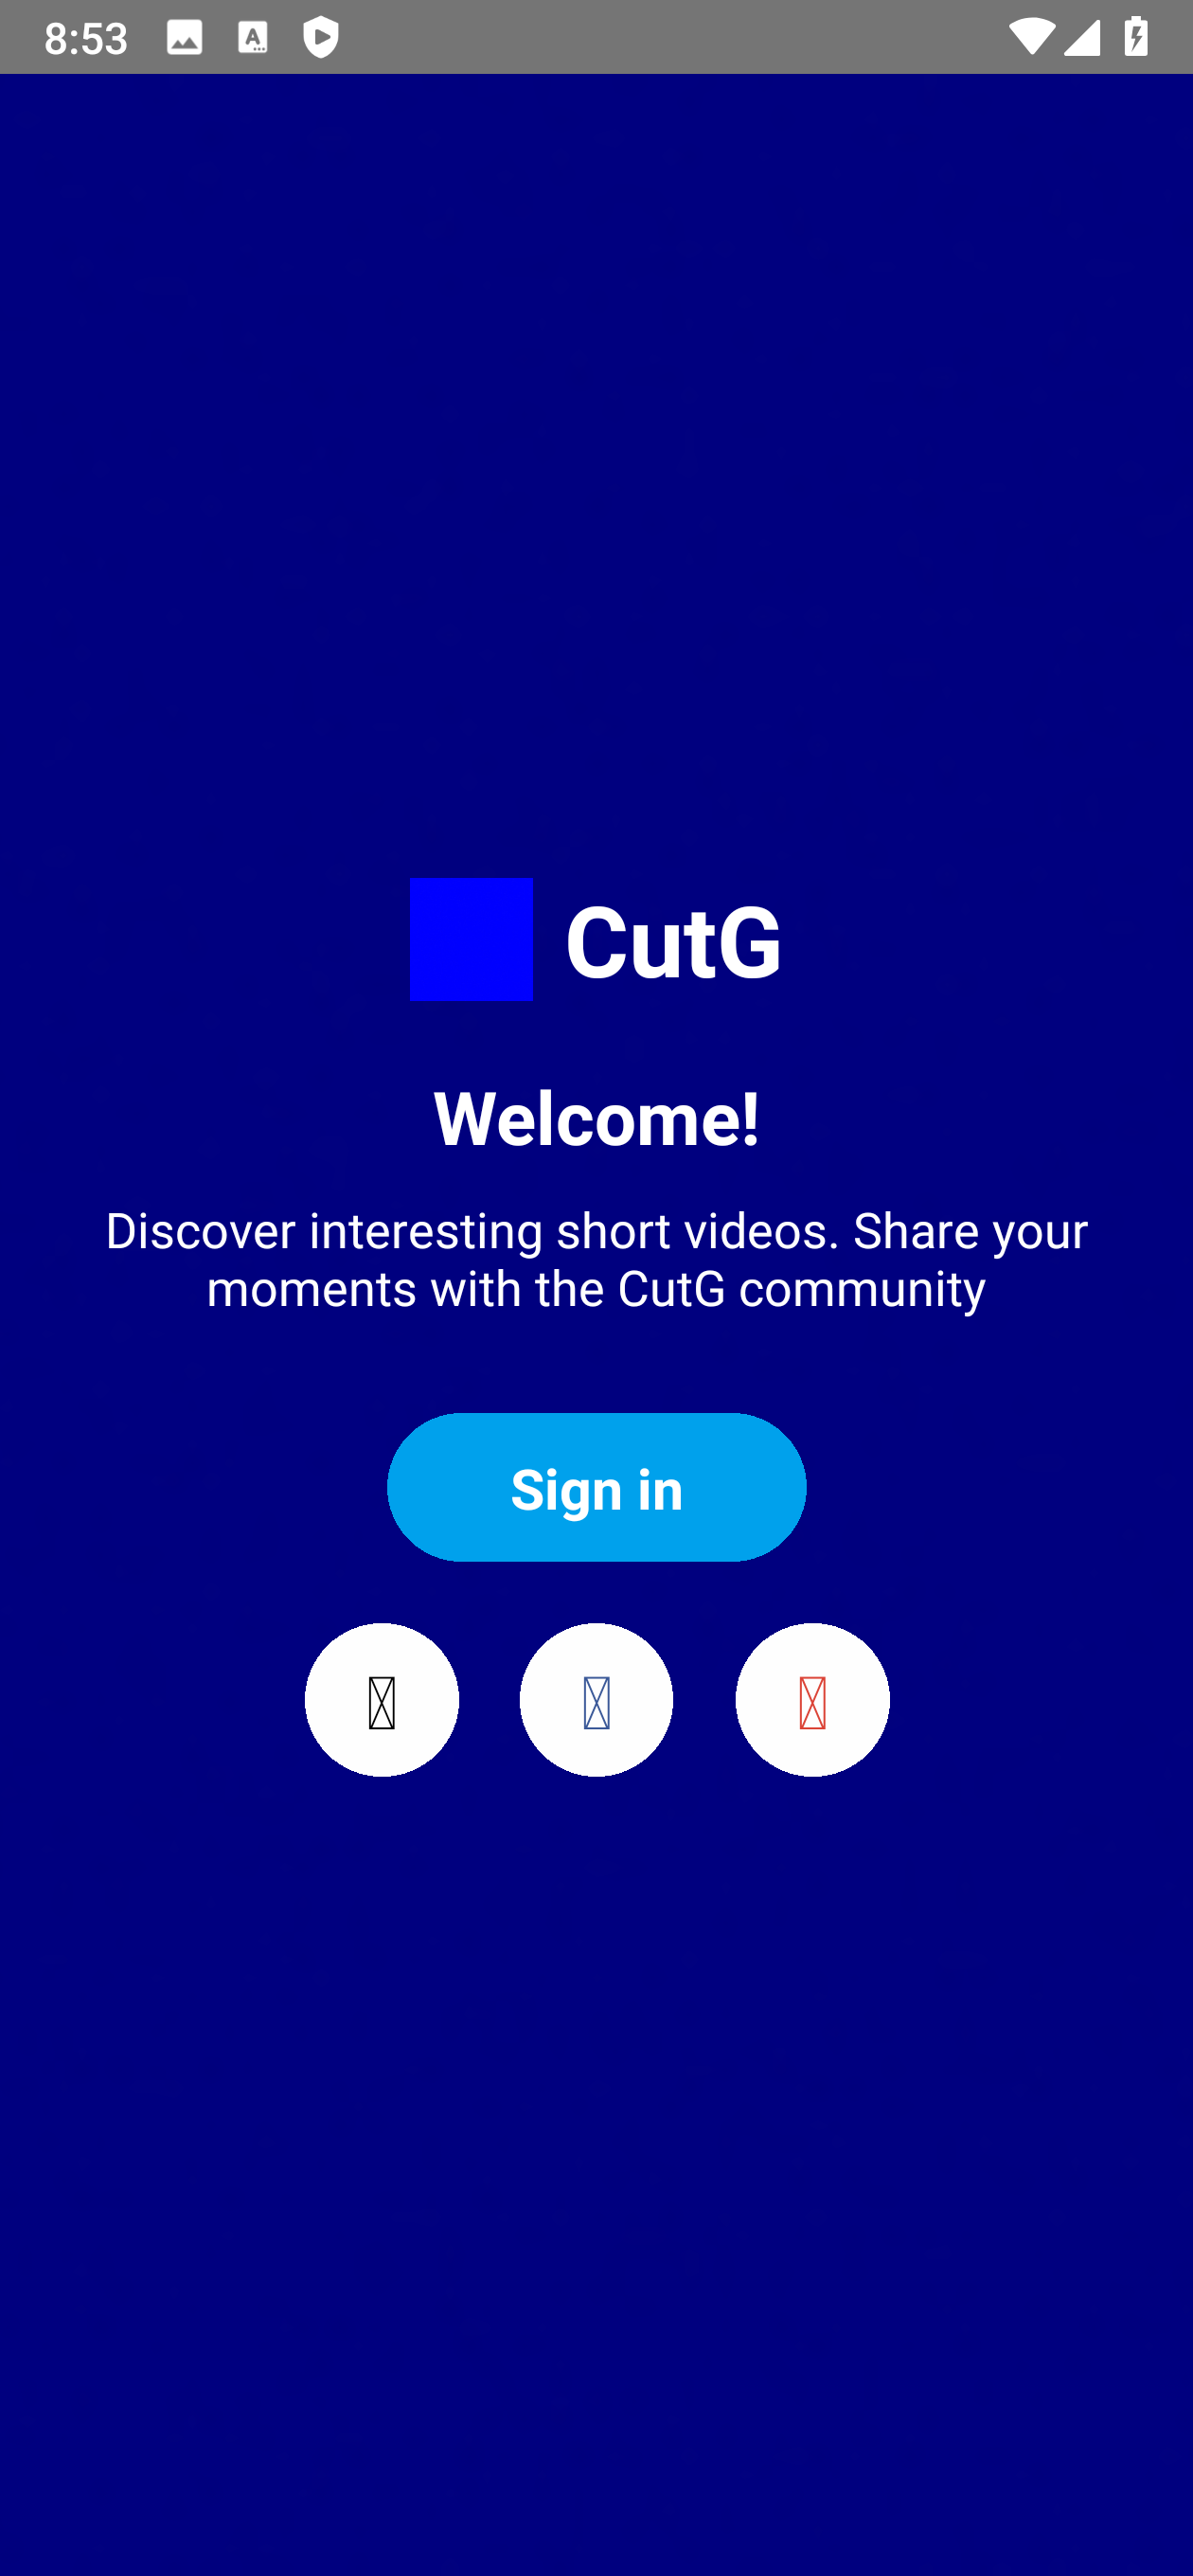 8:53
CutG
Welcome!
Discover interesting short videos. Share your
moments with the CutG community
Sign in